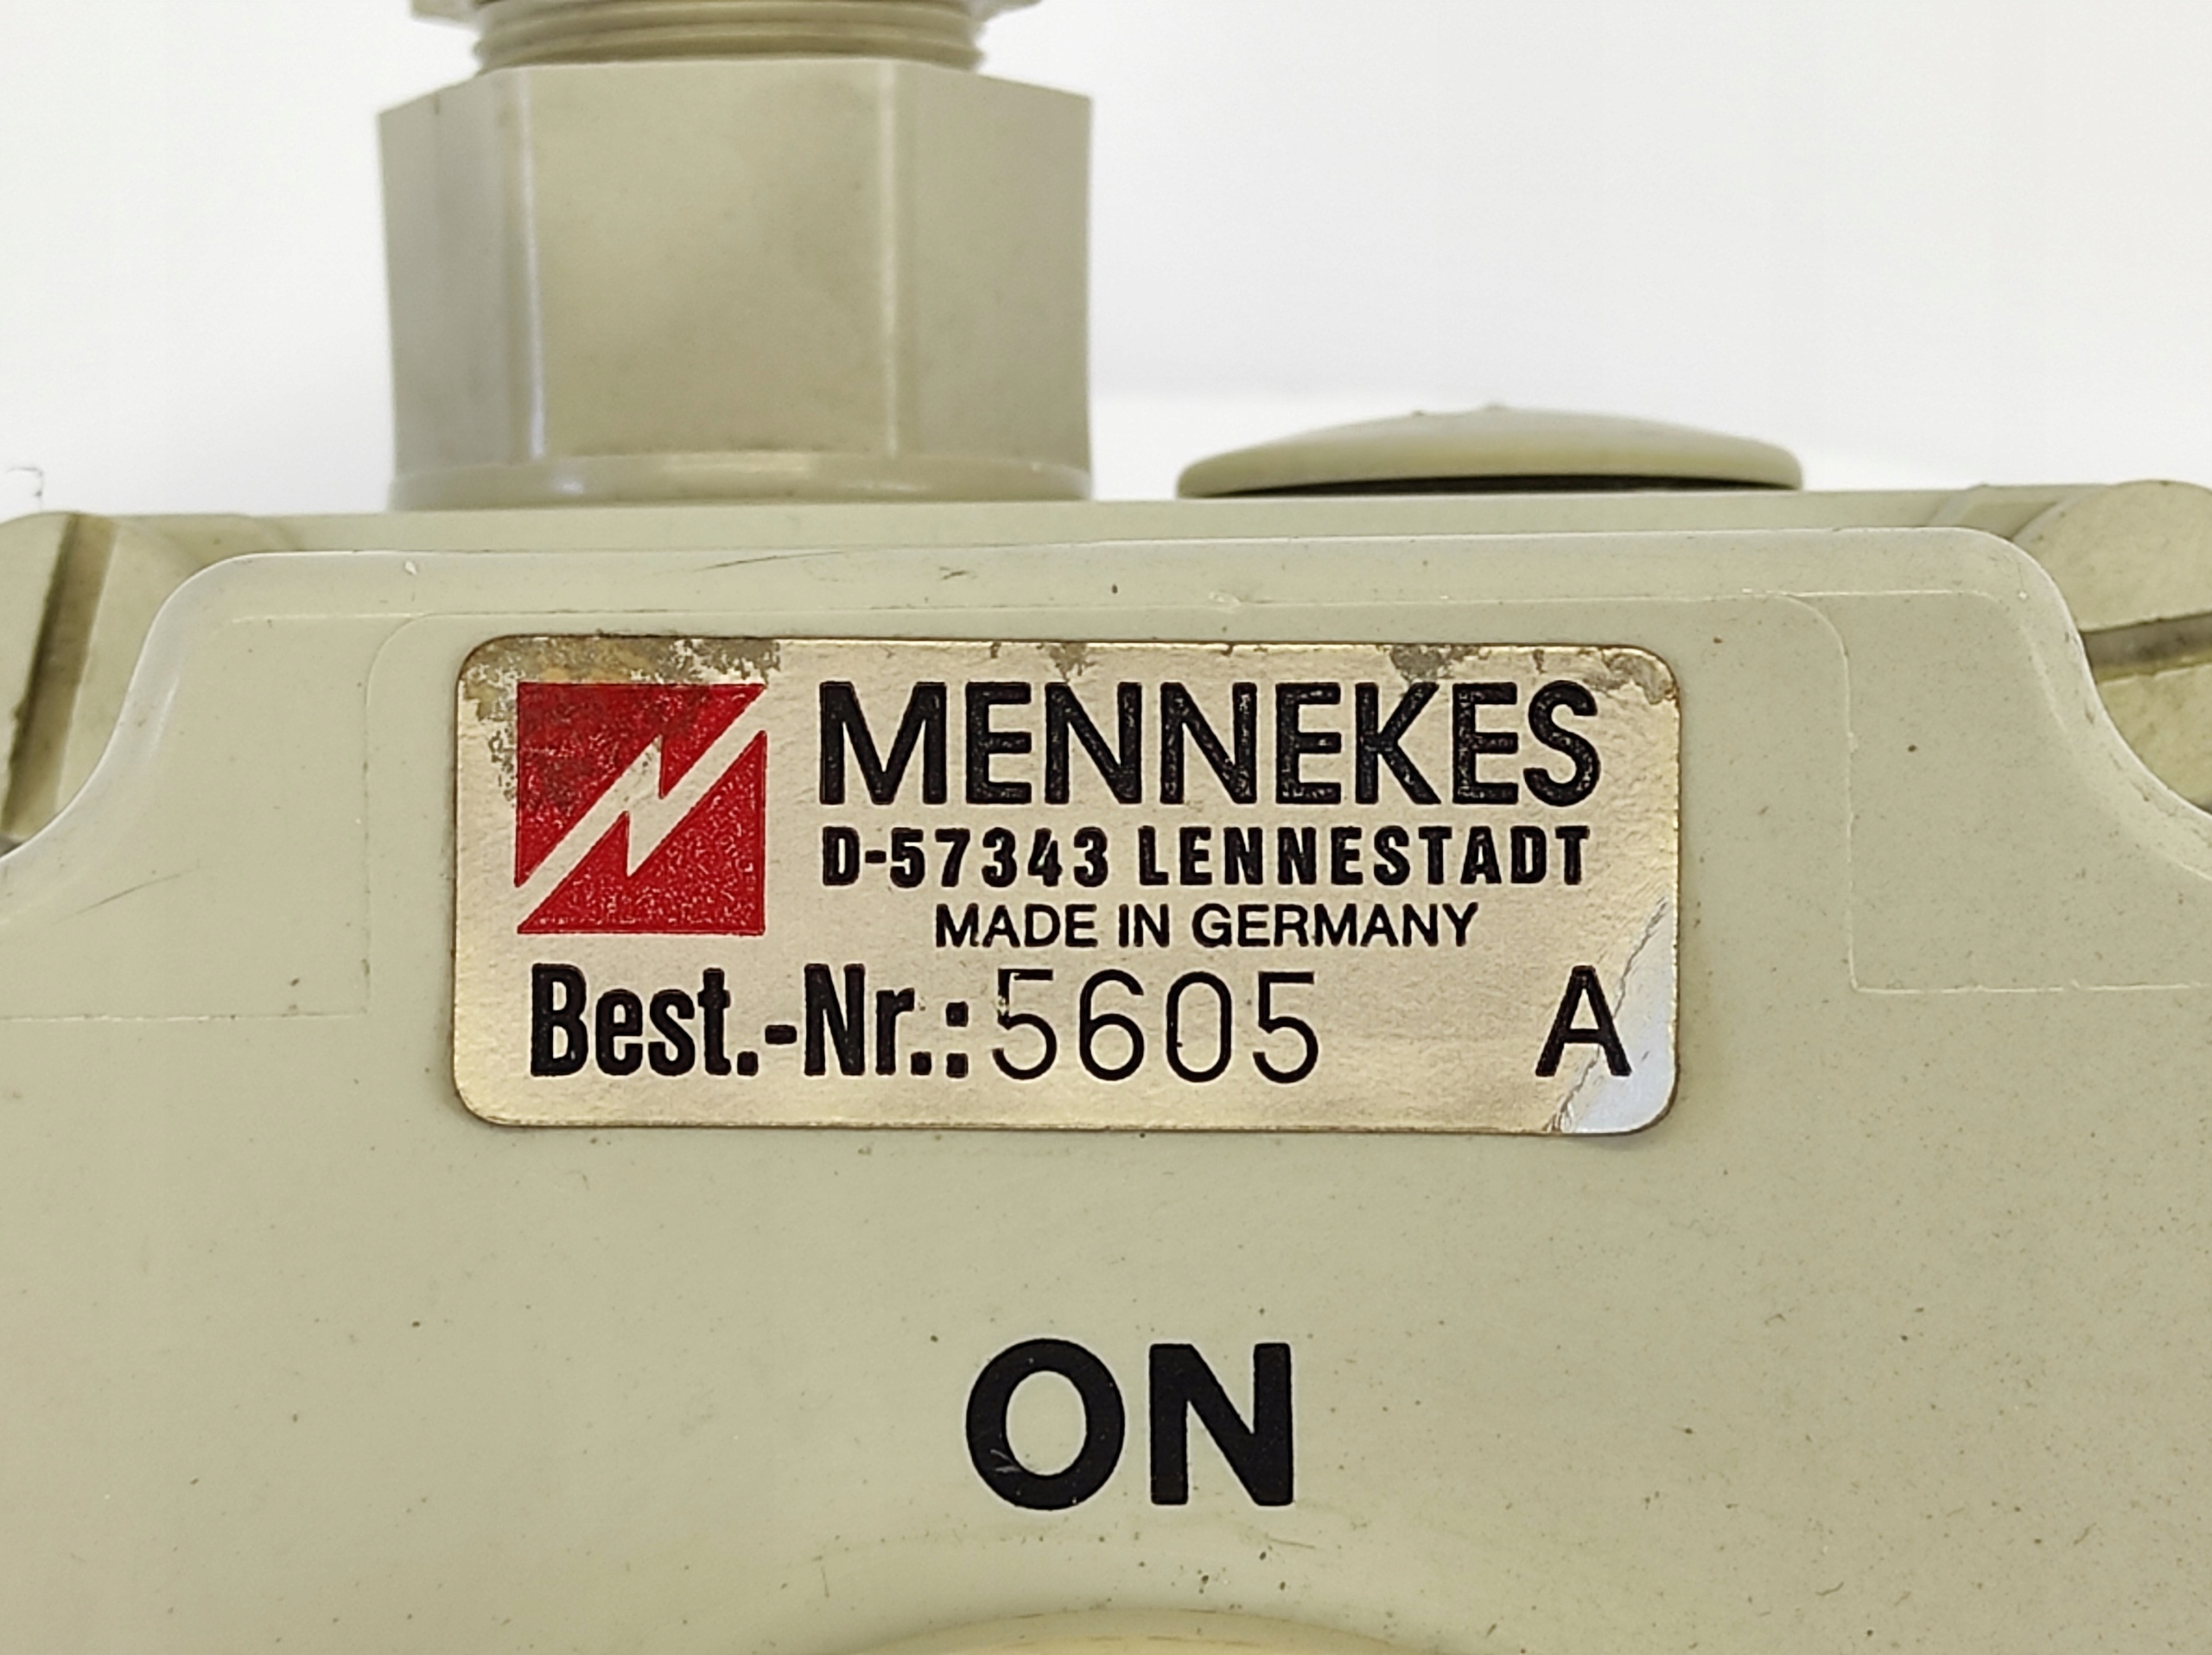 MENNEKES
D-57343 LENNESTADT
MADE IN GERMANY
Best.-Nr.: 5605 A
ON